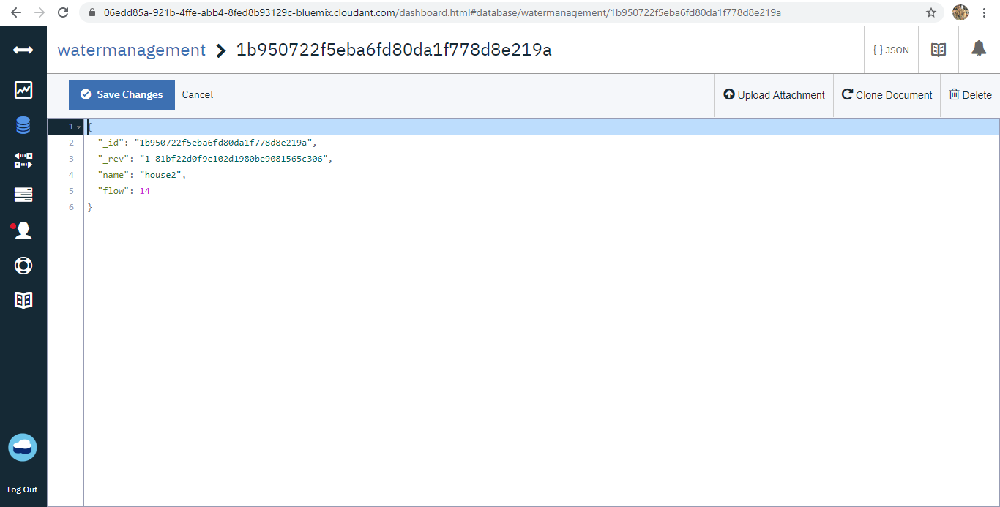 06edd85a-921b-4ffe-abb4-8fed8b93129c-bluemix.cloudant.com/dashboard.html#database/watermanagement/1b950722f5eba6fd80da1f778d8e219a
watermanagement 1b950722f5eba6fd80da1f778d8e219a { } JSON
Save Changes Cancel Upload Attachment Clone Document Delete
1 {
2 "_id": "1b950722f5eba6fd80da1f778d8e219a",
3 "_rev": "1-81bf22d0f9e102d1980be9081565c306",
4 "name": "house2",
5 "flow": 14
6 }
Log Out